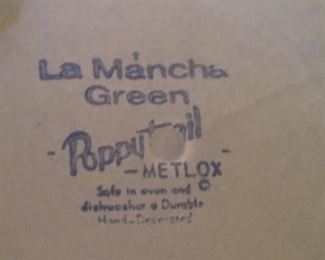 La Mancha
Green
- Poppytrail -
- METLOX -
Safe in oven and ©
dishwasher & Durable
Hand-Decorated